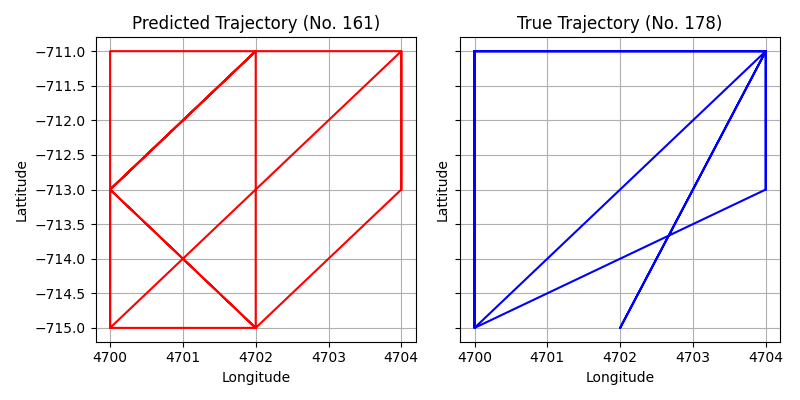 Predicted Trajectory (No. 161)
True Trajectory (No. 178)
−711.0
−711.5
−712.0
−712.5
−713.0
−713.5
−714.0
−714.5
−715.0
Lattitude
Lattitude
4700 4701 4702 4703 4704
4700 4701 4702 4703 4704
Longitude
Longitude